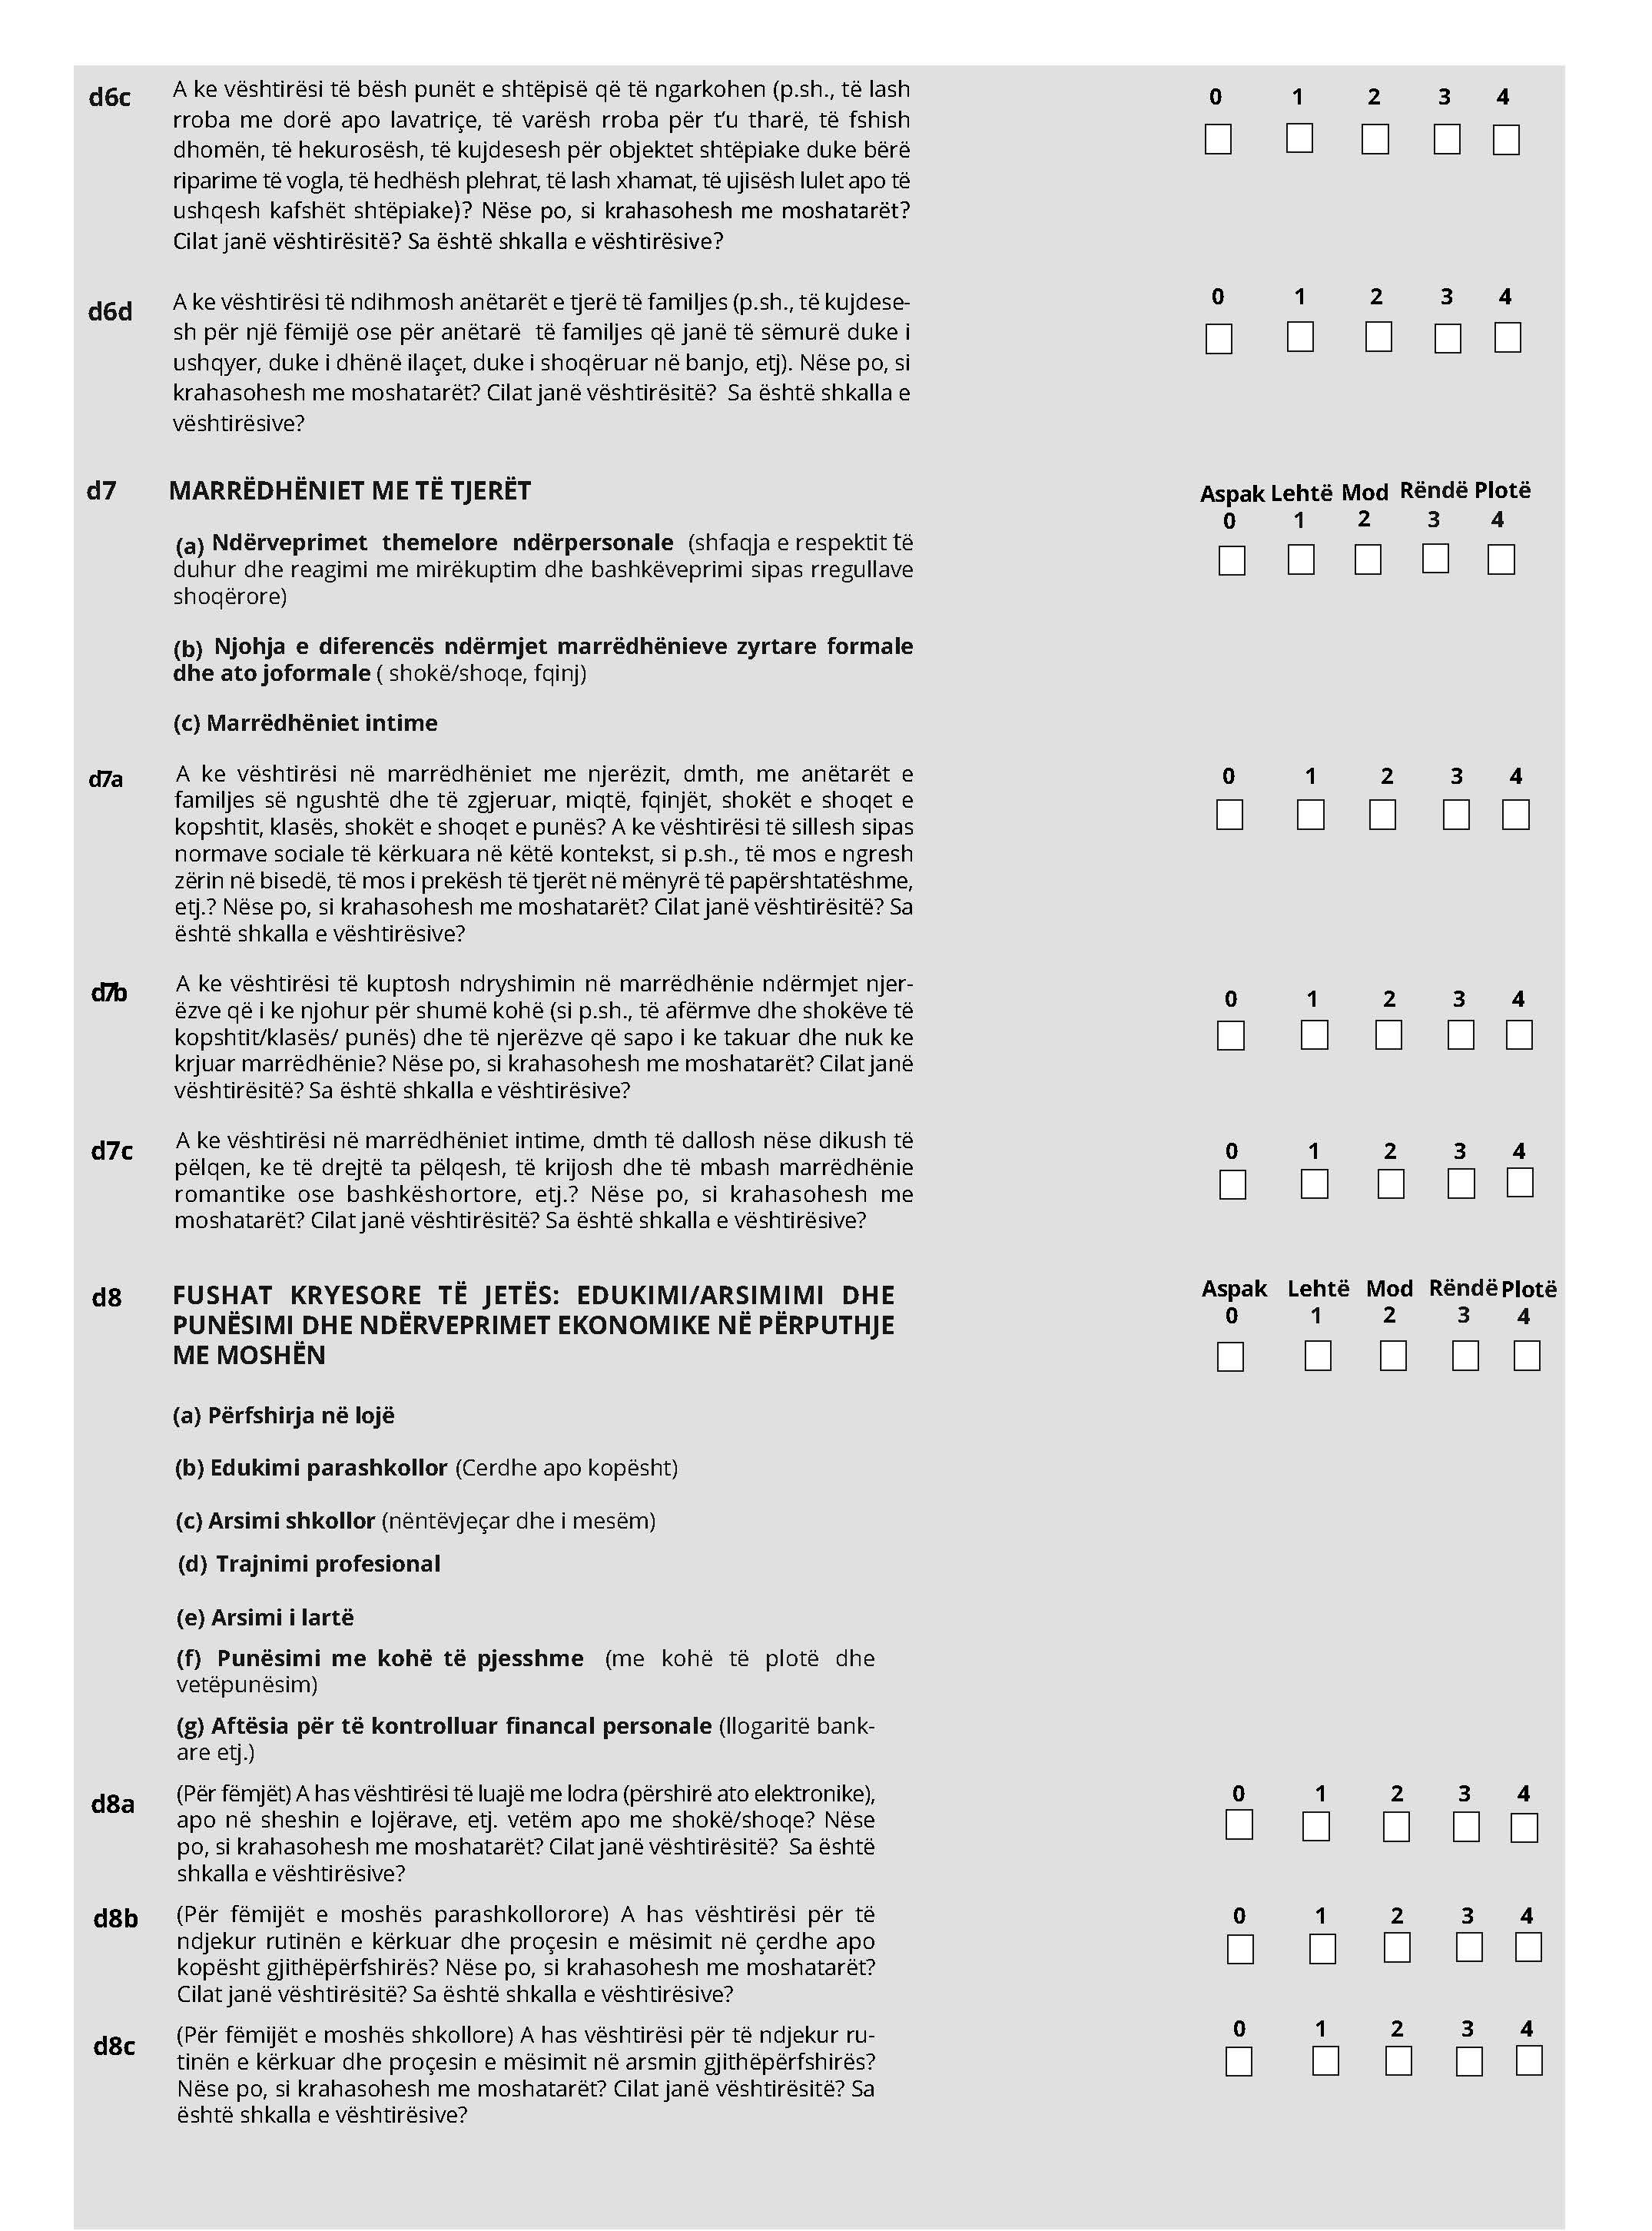 d6c A ke vështirësi të bësh punët e shtëpisë që të ngarkohen (p.sh., të lash 0 1 2 3 4
rroba me dorë apo lavatriçe, të varësh rroba për t'u tharë, të fshish
dhomën, të hekurosësh, të kujdesesh për objektet shtëpiake duke bërë
riparime të vogla, të hedhësh plehrat, të lash xhamat, të ujisësh lulet apo të
ushqesh kafshët shtëpiake)? Nëse po, si krahasohesh me moshatarët?
Cilat janë vështirësitë? Sa është shkalla e vështirësive?
d6d A ke vështirësi të ndihmosh anëtarët e tjerë të familjes (p.sh., të kujdese- 0 1 2 3 4
sh për një fëmijë ose për anëtarë të familjes që janë të sëmurë duke i
ushqyer, duke i dhënë ilaçet, duke i shoqëruar në banjo, etj). Nëse po, si
krahasohesh me moshatarët? Cilat janë vështirësitë? Sa është shkalla e
vështirësive?
d7 MARRËDHËNIET ME TË TJERËT Aspak Lehtë Mod Rëndë Plotë
0 1 2 3 4
(a) Ndërveprimet themelore ndërpersonale (shfaqja e respektit të
duhur dhe reagimi me mirëkuptim dhe bashkëveprimi sipas rregullave
shoqërore)
(b) Njohja e diferencës ndërmjet marrëdhënieve zyrtare formale
dhe ato joformale ( shokë/shoqe, fqinj)
(c) Marrëdhëniet intime
d7a A ke vështirësi në marrëdhëniet me njerëzit, dmth, me anëtarët e 0 1 2 3 4
familjes së ngushtë dhe të zgjeruar, miqtë, fqinjët, shokët e shoqet e
kopshtit, klasës, shokët e shoqet e punës? A ke vështirësi të sillesh sipas
normave sociale të kërkuara në këtë kontekst, si p.sh., të mos e ngresh
zërin në bisedë, të mos i prekësh të tjerët në mënyrë të papërshtatëshme,
etj.? Nëse po, si krahasohesh me moshatarët? Cilat janë vështirësitë? Sa
është shkalla e vështirësive?
d7b A ke vështirësi të kuptosh ndryshimin në marrëdhënie ndërmjet njer- 0 1 2 3 4
ëzve që i ke njohur për shumë kohë (si p.sh., të afërmve dhe shokëve të
kopshtit/klasës/ punës) dhe të njerëzve që sapo i ke takuar dhe nuk ke
krjuar marrëdhënie? Nëse po, si krahasohesh me moshatarët? Cilat janë
vështirësitë? Sa është shkalla e vështirësive?
d7c A ke vështirësi në marrëdhëniet intime, dmth të dallosh nëse dikush të 0 1 2 3 4
pëlqen, ke të drejtë ta pëlqesh, të krijosh dhe të mbash marrëdhënie
romantike ose bashkëshortore, etj.? Nëse po, si krahasohesh me
moshatarët? Cilat janë vështirësitë? Sa është shkalla e vështirësive?
d8 FUSHAT KRYESORE TË JETËS: EDUKIMI/ARSIMIMI DHE Aspak Lehtë Mod Rëndë Plotë
PUNËSIMI DHE NDËRVEPRIMET EKONOMIKE NË PËRPUTHJE 0 1 2 3 4
ME MOSHËN
(a) Përfshirja në lojë
(b) Edukimi parashkollor (Cerdhe apo kopësht)
(c) Arsimi shkollor (nëntëvjeçar dhe i mesëm)
(d) Trajnimi profesional
(e) Arsimi i lartë
(f) Punësimi me kohë të pjesshme (me kohë të plotë dhe
vetëpunësim)
(g) Aftësia për të kontrolluar financal personale (llogaritë bank-
are etj.)
d8a (Për fëmjët) A has vështirësi të luajë me lodra (përshirë ato elektronike), 0 1 2 3 4
apo në sheshin e lojërave, etj. vetëm apo me shokë/shoqe? Nëse
po, si krahasohesh me moshatarët? Cilat janë vështirësitë? Sa është
shkalla e vështirësive?
d8b (Për fëmijët e moshës parashkollorore) A has vështirësi për të 0 1 2 3 4
ndjekur rutinën e kërkuar dhe proçesin e mësimit në çerdhe apo
kopësht gjithëpërfshirës? Nëse po, si krahasohesh me moshatarët?
Cilat janë vështirësitë? Sa është shkalla e vështirësive?
d8c (Për fëmijët e moshës shkollore) A has vështirësi për të ndjekur ru- 0 1 2 3 4
tinën e kërkuar dhe proçesin e mësimit në arsmin gjithëpërfshirës?
Nëse po, si krahasohesh me moshatarët? Cilat janë vështirësitë? Sa
është shkalla e vështirësive?